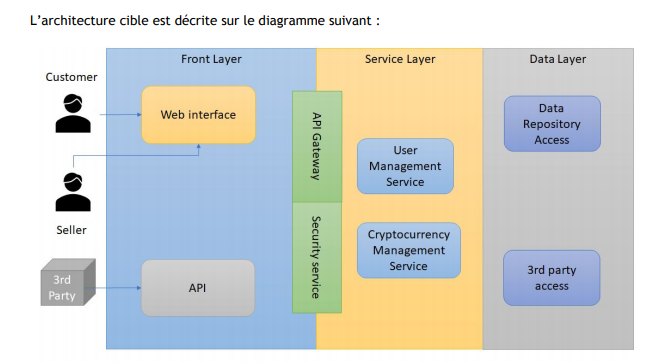 L'architecture cible est décrite sur le diagramme suivant :
Front Layer
Service Layer
Data Layer
Customer
Web interface
Seller
3rd
Party
API
API Gateway
Security service
User
Management
Service
Cryptocurrency
Management
Service
Data
Repository
Access
3rd party
access